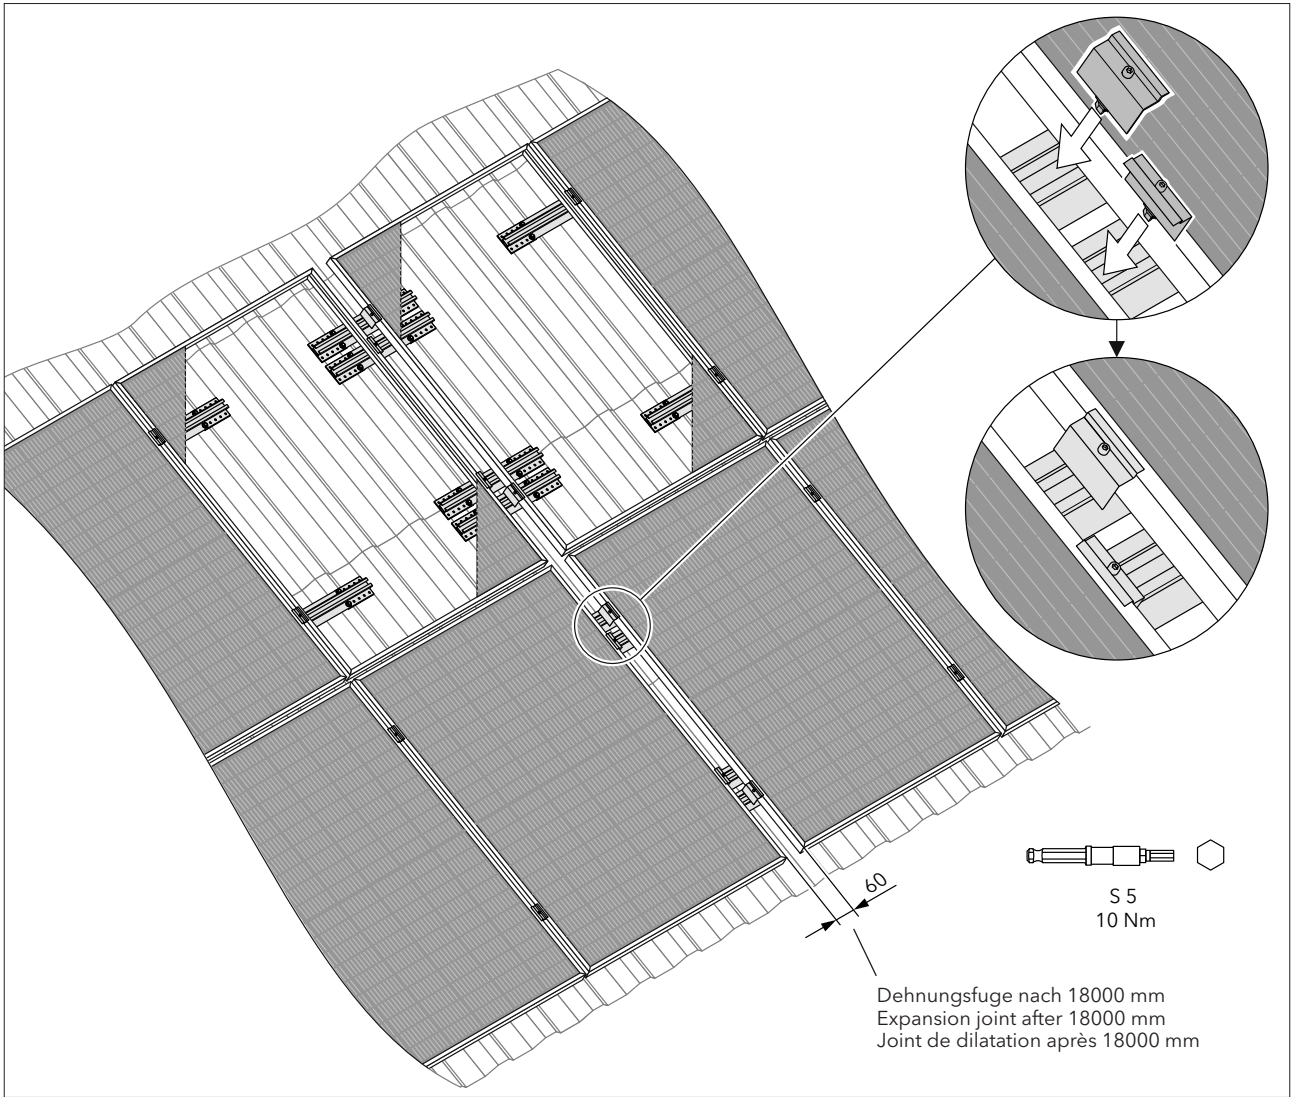 60
S 5
10 Nm
Dehnungsfuge nach 18000 mm
Expansion joint after 18000 mm
Joint de dilatation après 18000 mm